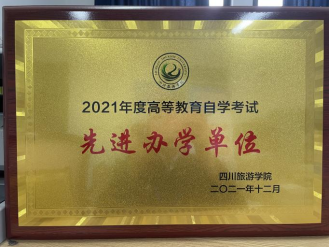 2021年度高等教育自学考试
先进办学单位
四川旅游学院
二〇二一年十二月